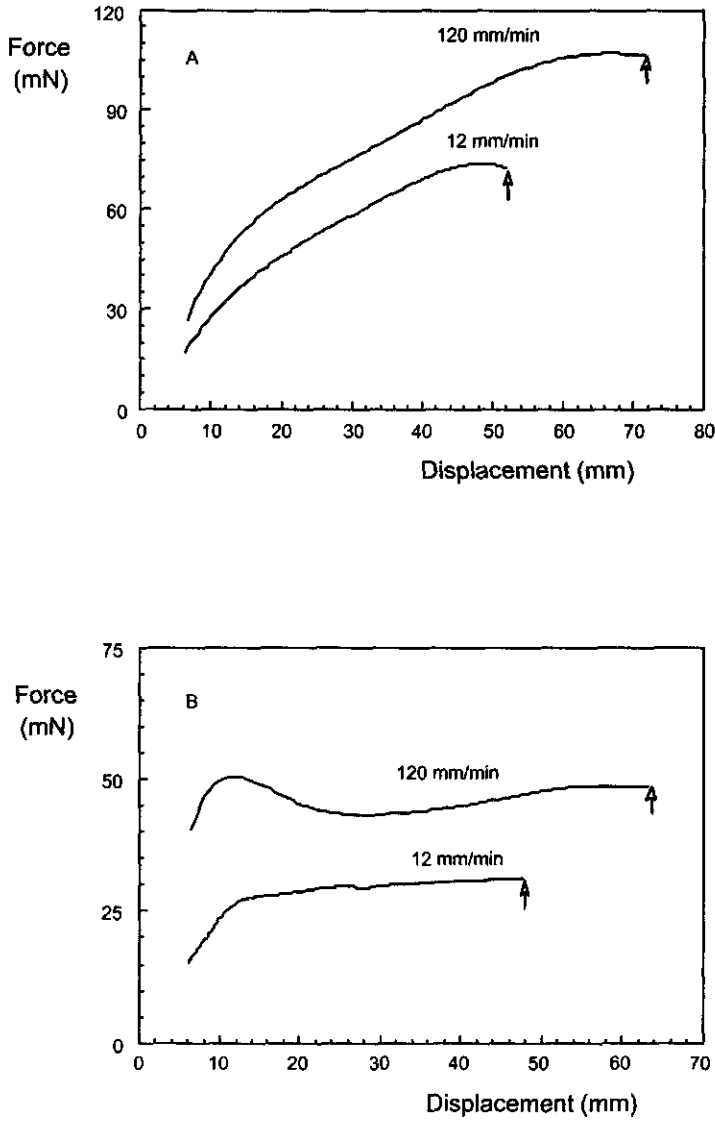 120
Force
(mN)
A
120 mm/min
90
12 mm/min
60
30
0
0 10 20 30 40 50 60 70 80
Displacement (mm)
75
Force
(mN)
B
120 mm/min
50
12 mm/min
25
0
0 10 20 30 40 50 60 70
Displacement (mm)